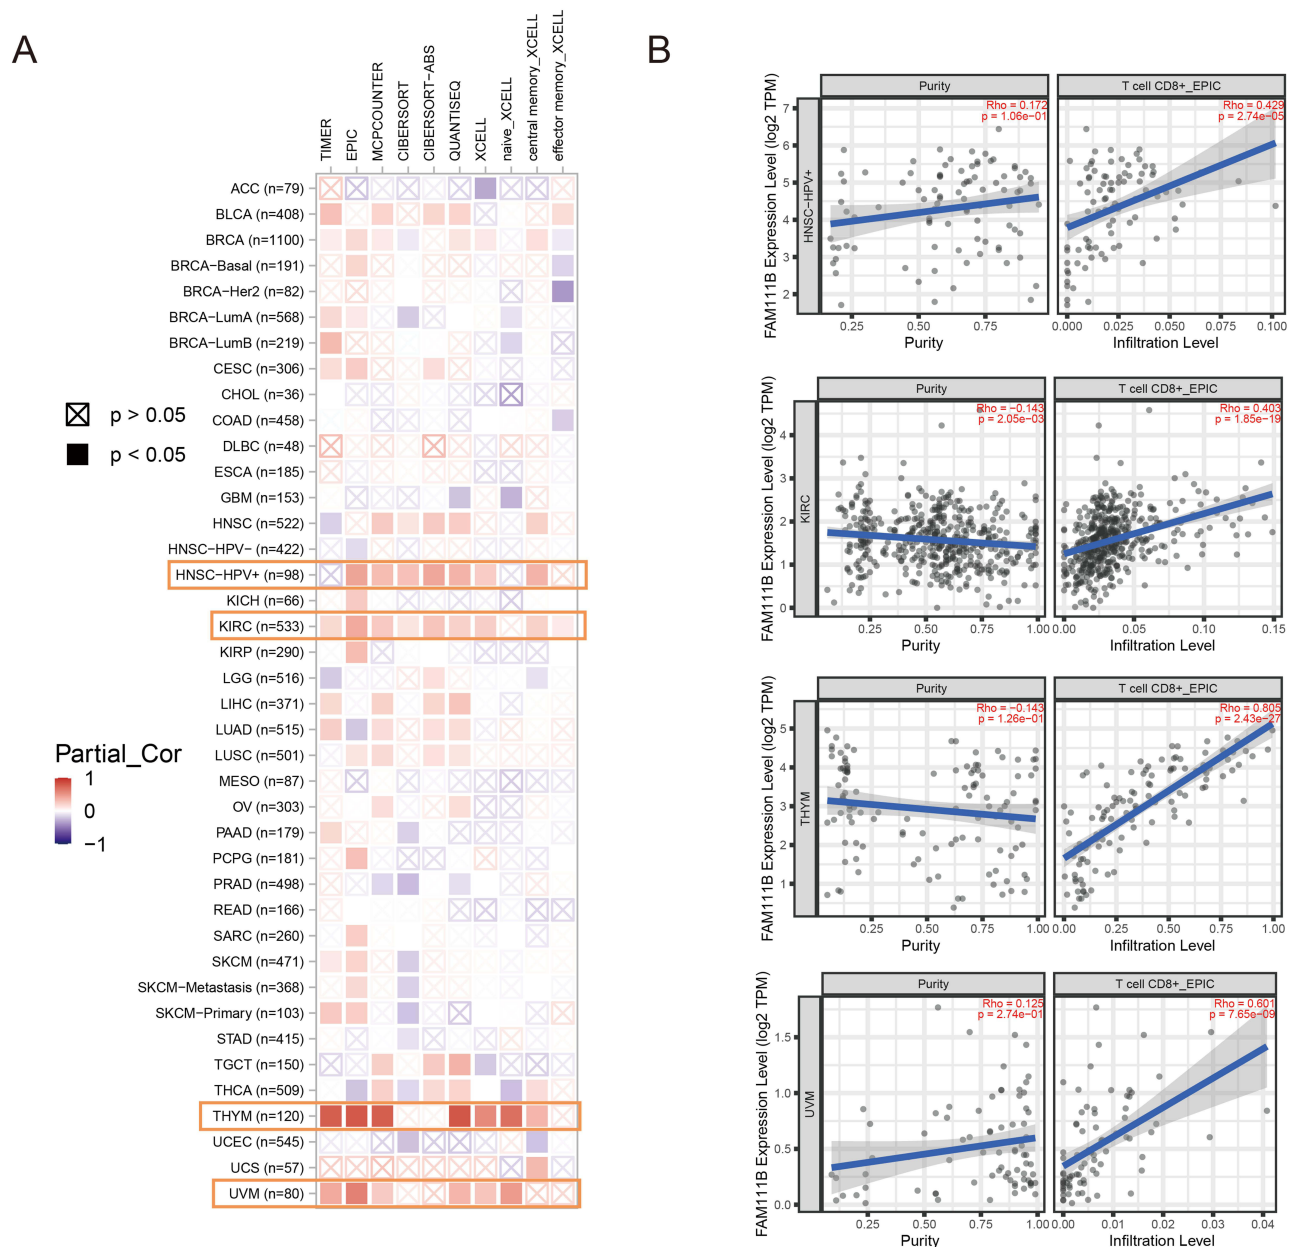 A
TIMER
EPIC
MCPCOUNTER
CIBERSORT
CIBERSORT-ABS
QUANTISEQ
XCELL
naive_XCELL
central memory_XCELL
effector memory_XCELL
ACC (n=79)
BLCA (n=408)
BRCA (n=1100)
BRCA−Basal (n=191)
BRCA−Her2 (n=82)
BRCA−LumA (n=568)
BRCA−LumB (n=219)
CESC (n=306)
CHOL (n=36)
COAD (n=458)
DLBC (n=48)
ESCA (n=185)
GBM (n=153)
HNSC (n=522)
HNSC−HPV− (n=422)
HNSC−HPV+ (n=98)
KICH (n=66)
KIRC (n=533)
KIRP (n=290)
LGG (n=516)
LIHC (n=371)
LUAD (n=515)
LUSC (n=501)
MESO (n=87)
OV (n=303)
PAAD (n=179)
PCPG (n=181)
PRAD (n=498)
READ (n=166)
SARC (n=260)
SKCM (n=471)
SKCM−Metastasis (n=368)
SKCM−Primary (n=103)
STAD (n=415)
TGCT (n=150)
THCA (n=509)
THYM (n=120)
UCEC (n=545)
UCS (n=57)
UVM (n=80)
p > 0.05
p < 0.05
Partial_Cor
1
0
−1
B
Purity
T cell CD8+_EPIC
Rho = 0.172
p = 1.06e−01
Rho = 0.429
p = 2.74e−05
FAM111B Expression Level (log2 TPM)
HNSC−HPV+
7
6
5
4
3
2
0.25 0.50 0.75
0.000 0.025 0.050 0.075 0.100
Purity
Infiltration Level
Purity
T cell CD8+_EPIC
Rho = −0.143
p = 2.05e−03
Rho = 0.403
p = 1.85e−19
FAM111B Expression Level (log2 TPM)
KIRC
4
3
2
1
0
0.25 0.50 0.75 1.00
0.00 0.05 0.10 0.15
Purity
Infiltration Level
Purity
T cell CD8+_EPIC
Rho = −0.143
p = 1.26e−01
Rho = 0.805
p = 2.43e−27
FAM111B Expression Level (log2 TPM)
THYM
5
4
3
2
1
0.25 0.50 0.75 1.00
0.00 0.25 0.50 0.75 1.00
Purity
Infiltration Level
Purity
T cell CD8+_EPIC
Rho = 0.125
p = 2.74e−01
Rho = 0.601
p = 7.65e−09
FAM111B Expression Level (log2 TPM)
UVM
1.5
1.0
0.5
0.0
0.25 0.50 0.75 1.00
0.00 0.01 0.02 0.03 0.04
Purity
Infiltration Level